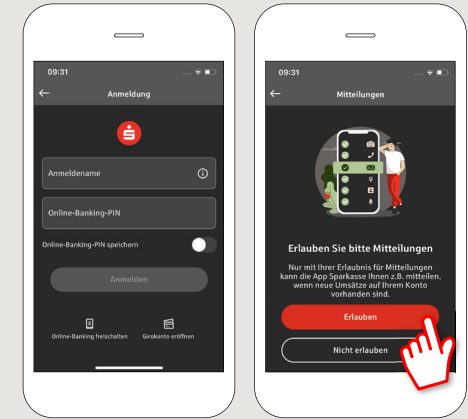 09:31
Anmeldung
Anmeldename
Online-Banking-PIN
Online-Banking-PIN speichern
Anmelden
Online-Banking freischalten
Girokonto eröffnen
09:31
Mitteilungen
Erlauben Sie bitte Mitteilungen
Nur mit Ihrer Erlaubnis für Mitteilungen
kann die App Sparkasse Ihnen z.B. mitteilen,
wenn neue Umsätze auf Ihrem Konto
vorhanden sind.
Erlauben
Nicht erlauben